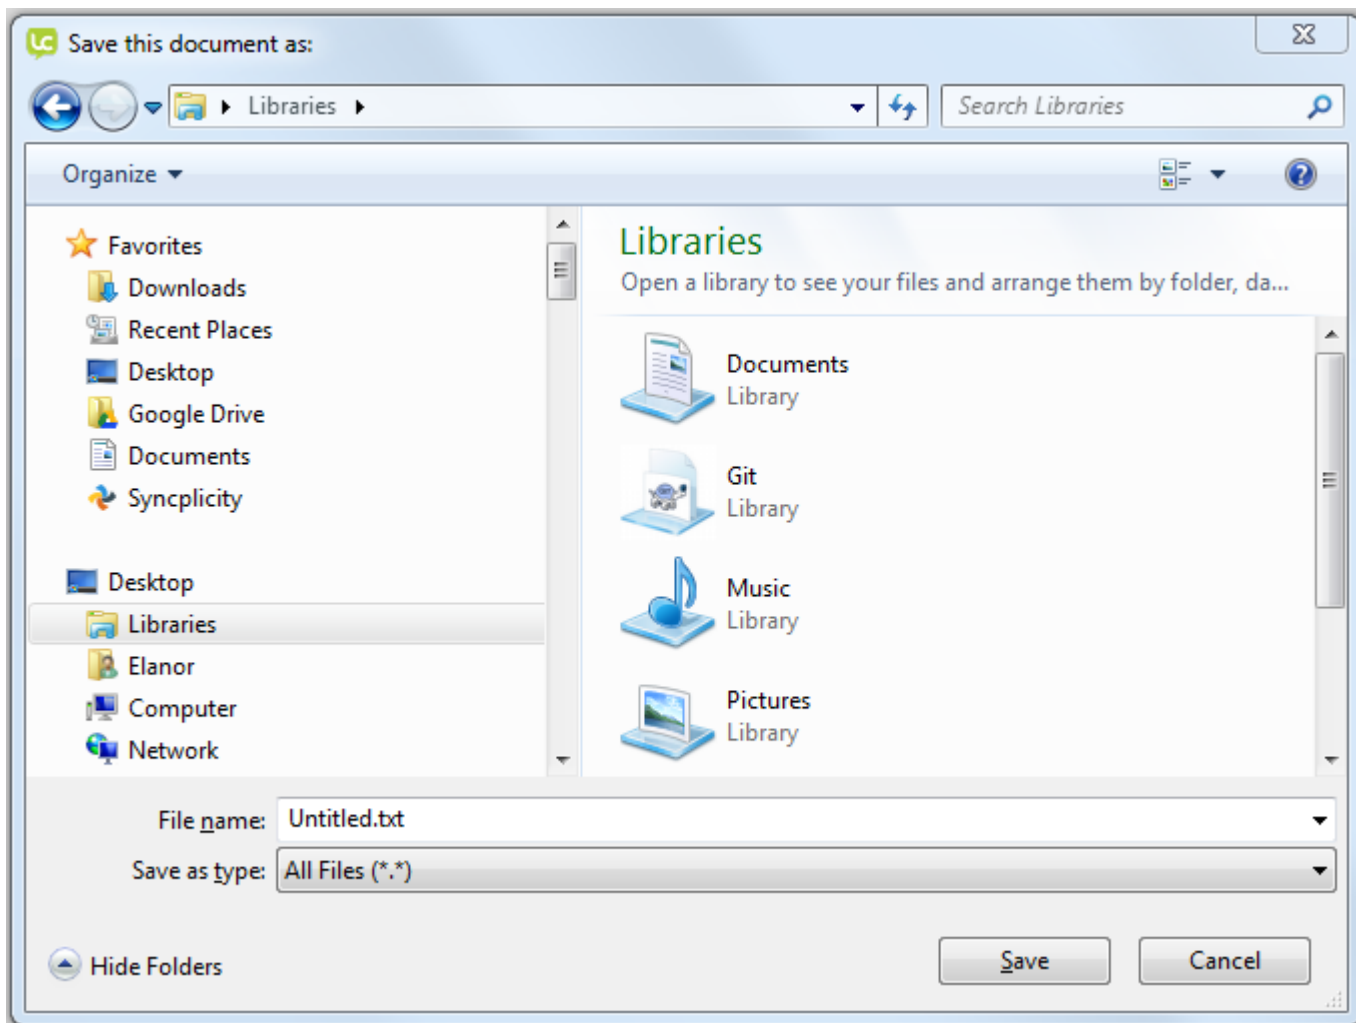 Save this document as:
Libraries
Search Libraries
Organize
Favorites
Downloads
Recent Places
Desktop
Google Drive
Documents
Syncplicity
Desktop
Libraries
Elanor
Computer
Network
Libraries
Open a library to see your files and arrange them by folder, da...
Documents
Library
Git
Library
Music
Library
Pictures
Library
File name: Untitled.txt
Save as type: All Files (*.*)
Hide Folders
Save
Cancel